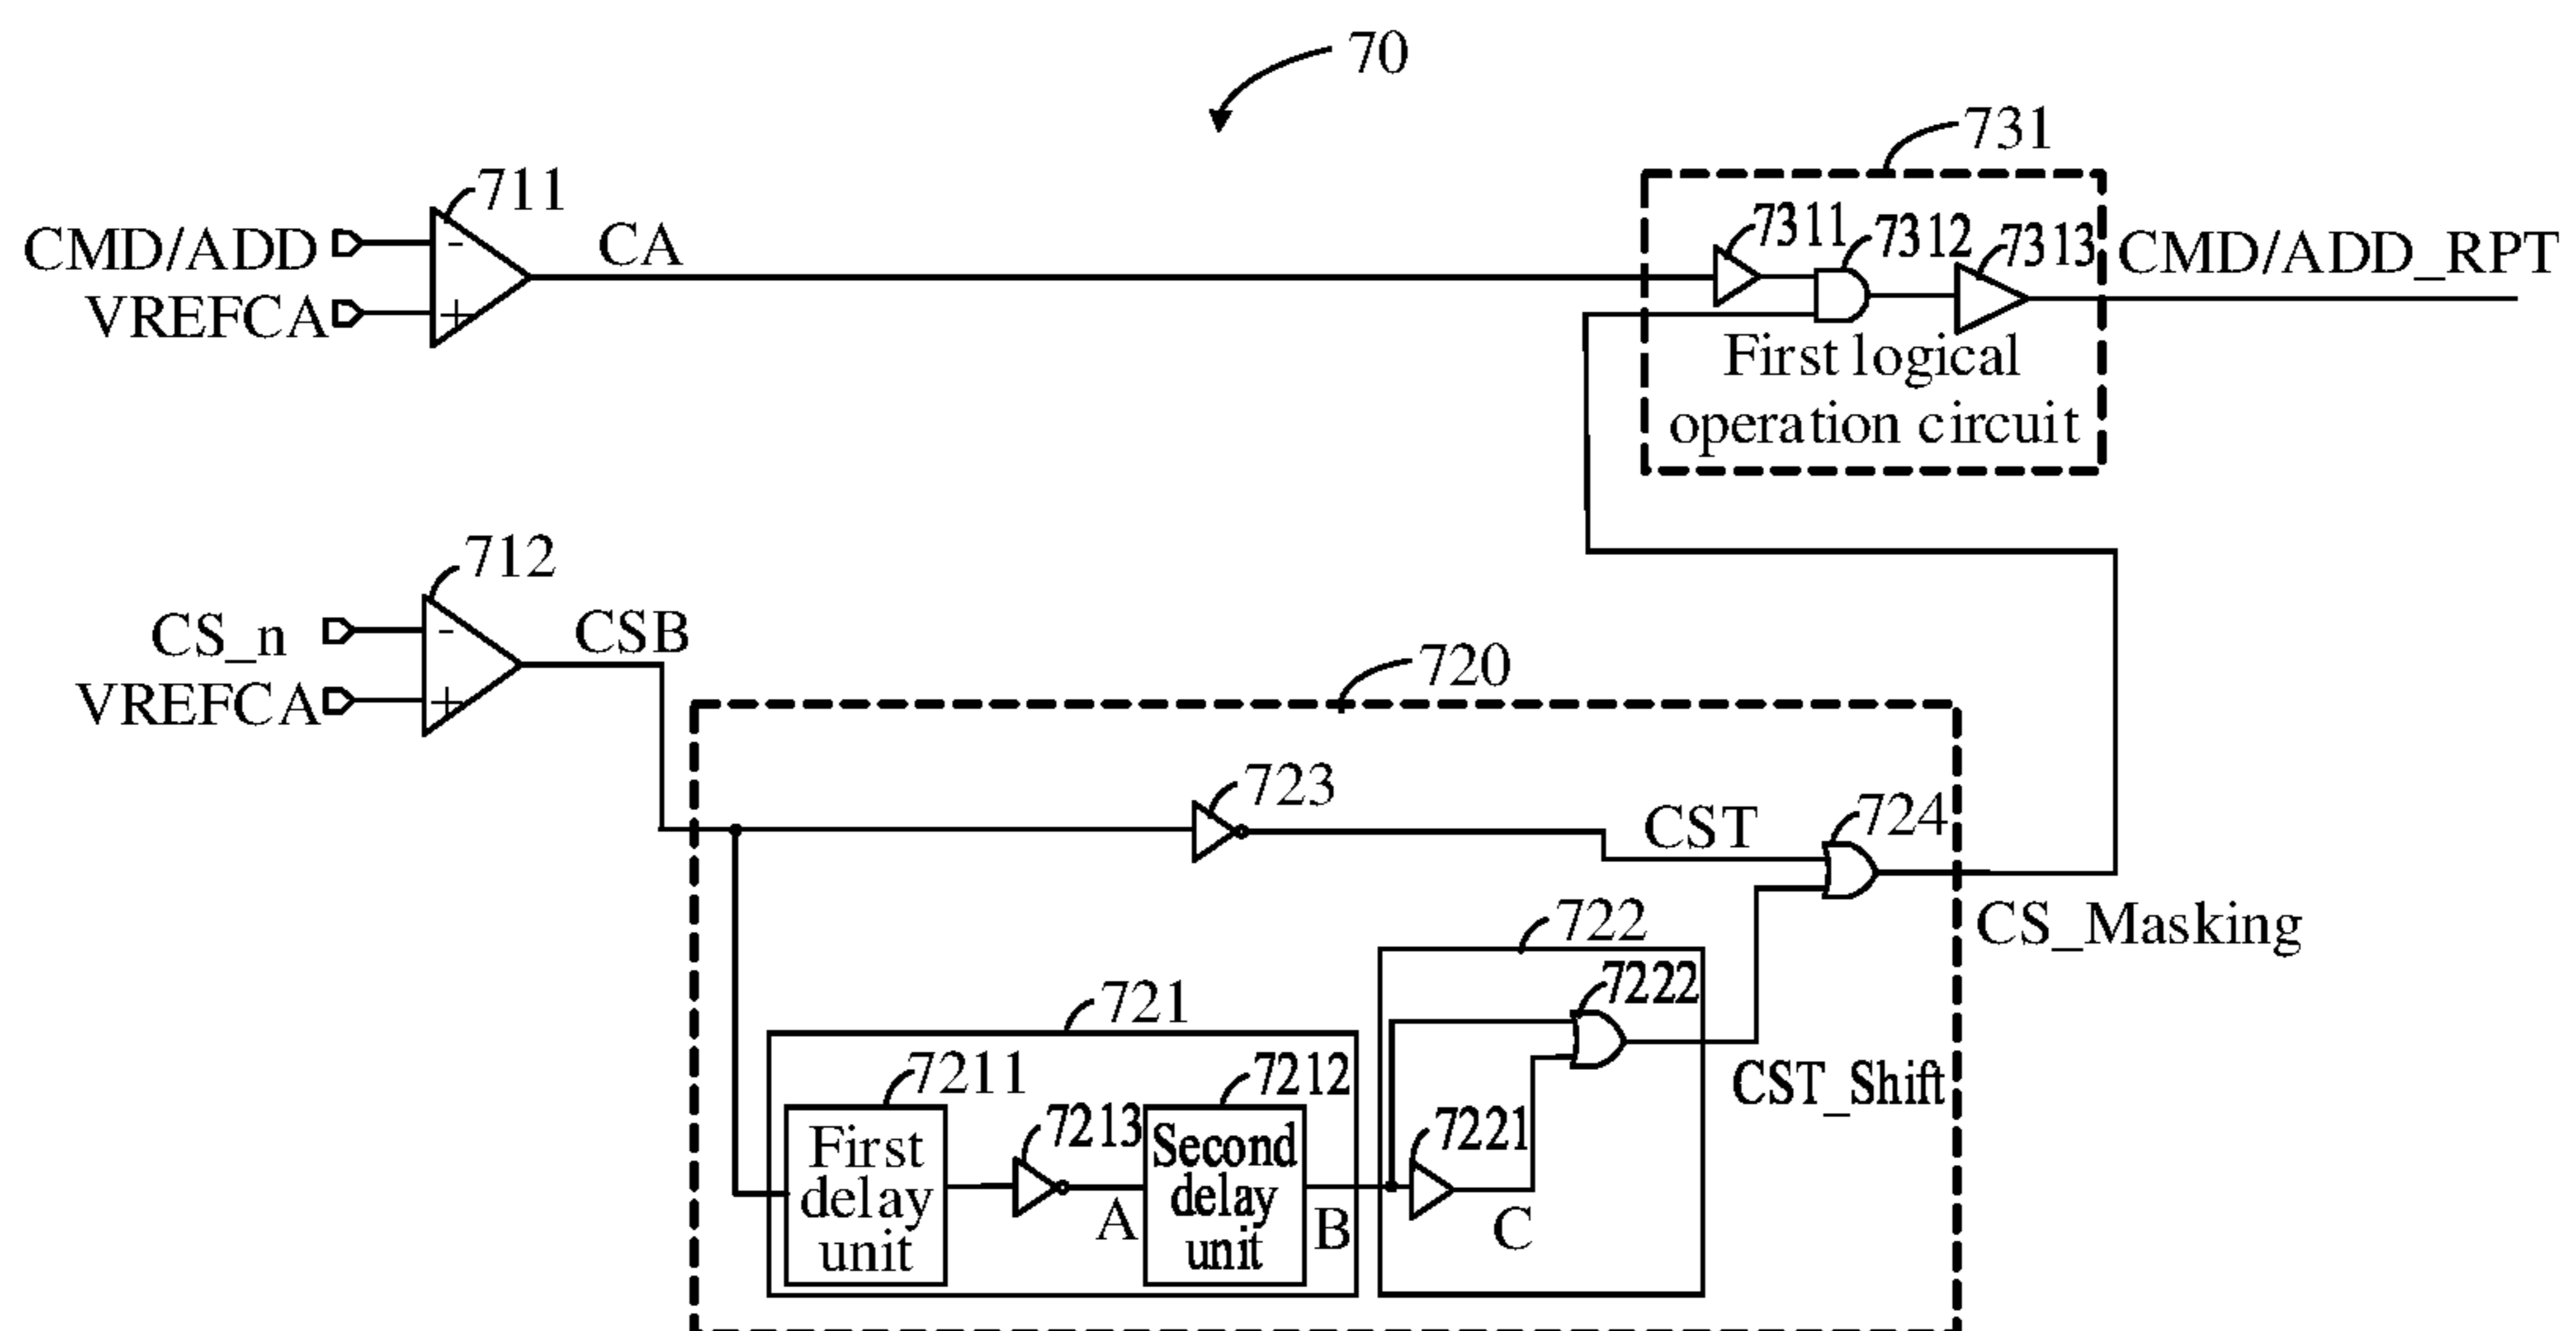 70
731
711
7311
7312
7313
CMD/ADD
-
CA
CMD/ADD_RPT
VREFCA
+
First logical
operation circuit
712
CS_n
-
CSB
VREFCA
+
720
723
CST
724
722
CS_Masking
7222
721
7211
7212
CST_Shift
7213
7221
First
delay
unit
A
Second
delay
unit
B
C